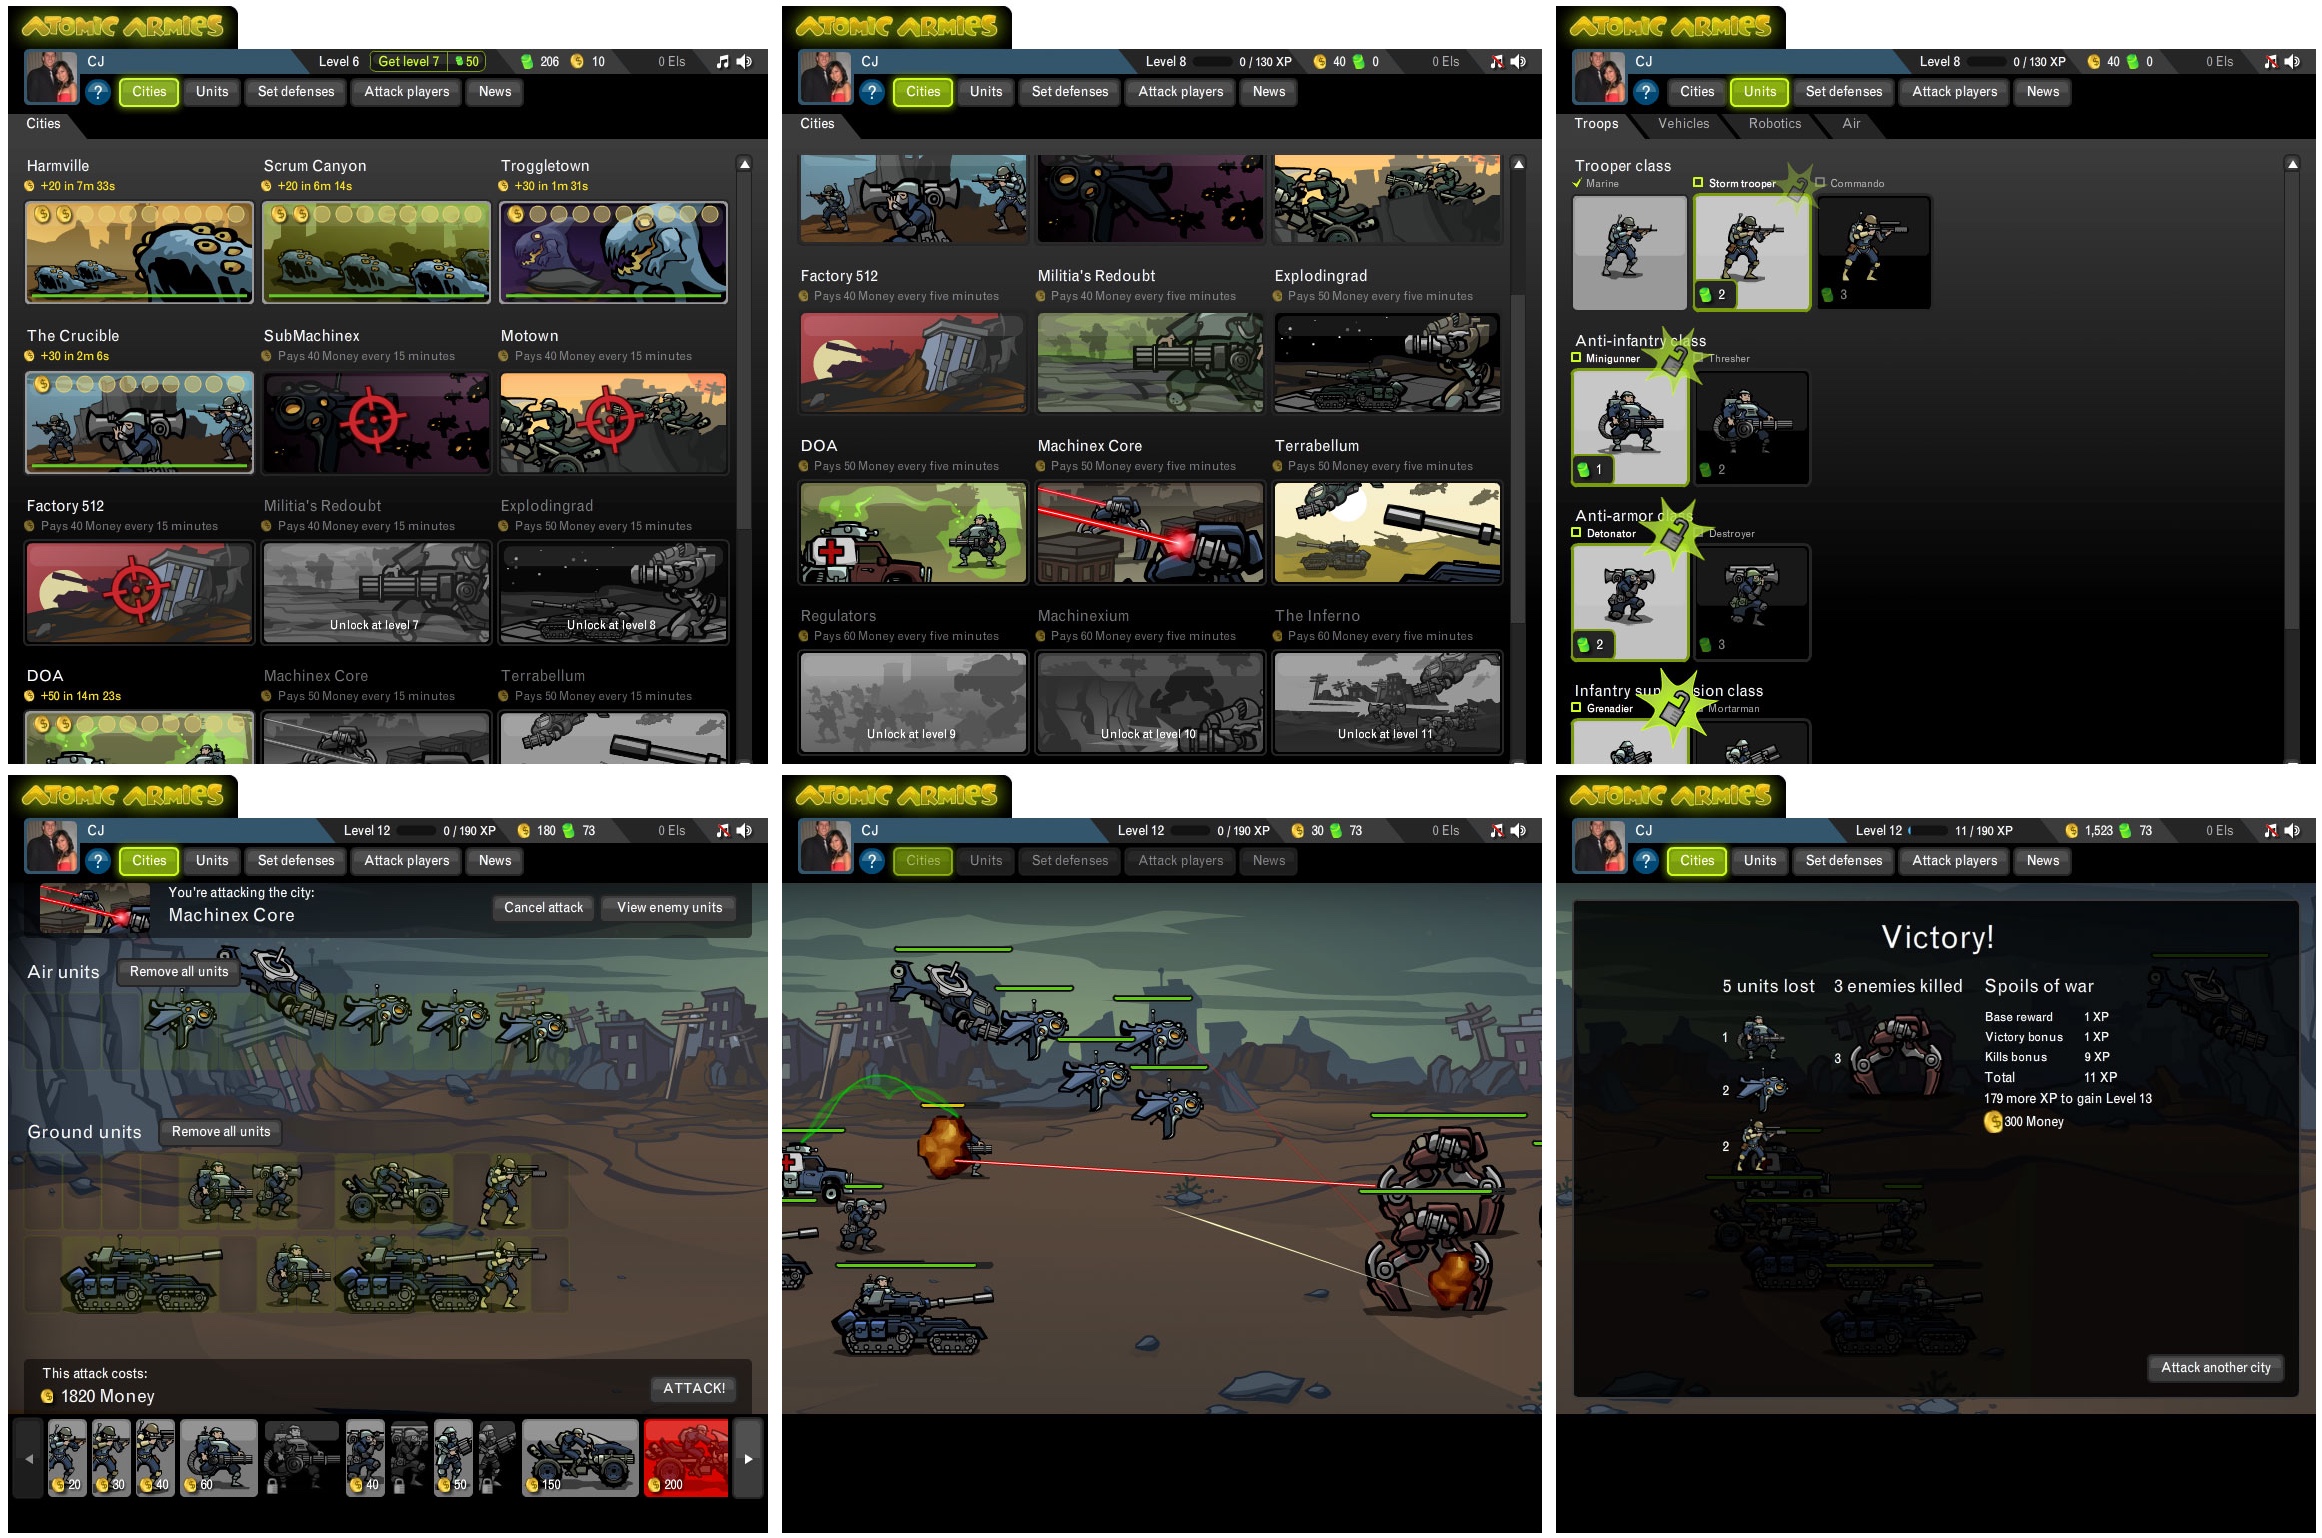 ATOMIC ARMIES
CJ
Level 6 Get level 7 50 206 10 0 Els
? Cities Units Set defenses Attack players News
Cities
Harmville Scrum Canyon Troggletown
+20 in 7m 33s +20 in 6m 14s +30 in 1m 31s
The Crucible SubMachinex Motown
+30 in 2m 6s Pays 40 Money every 15 minutes Pays 40 Money every 15 minutes
Factory 512 Militia's Redoubt Explodingrad
Pays 40 Money every 15 minutes Pays 40 Money every 15 minutes Pays 50 Money every 15 minutes
Unlock at level 7 Unlock at level 8
DOA Machinex Core Terrabellum
+50 in 14m 23s Pays 50 Money every 15 minutes Pays 50 Money every 15 minutes
ATOMIC ARMIES
CJ
Level 8 0 / 130 XP 40 0 0 Els
? Cities Units Set defenses Attack players News
Cities
Factory 512 Militia's Redoubt Explodingrad
Pays 40 Money every five minutes Pays 40 Money every five minutes Pays 50 Money every five minutes
DOA Machinex Core Terrabellum
Pays 50 Money every five minutes Pays 50 Money every five minutes Pays 50 Money every five minutes
Regulators Machinexium The Inferno
Pays 60 Money every five minutes Pays 60 Money every five minutes Pays 60 Money every five minutes
Unlock at level 9 Unlock at level 10 Unlock at level 11
ATOMIC ARMIES
CJ
Level 8 0 / 130 XP 40 0 0 Els
? Cities Units Set defenses Attack players News
Troops Vehicles Robotics Air
Trooper class
Marine Storm trooper Commando
2 3
Anti-infantry class
Minigunner Thresher
1 2
Anti-armor class
Detonator Destroyer
2 3
Infantry class
Grenadier Mortarman
ATOMIC ARMIES
CJ
Level 12 0 / 190 XP 180 73 0 Els
? Cities Units Set defenses Attack players News
You're attacking the city:
Machinex Core
Cancel attack View enemy units
Air units Remove all units
Ground units Remove all units
This attack costs:
1820 Money
ATTACK!
20 30 40 60 40 50 150 200
ATOMIC ARMIES
CJ
Level 12 0 / 190 XP 30 73 0 Els
? Cities Units Set defenses Attack players News
ATOMIC ARMIES
CJ
Level 12 11 / 190 XP 1,523 73 0 Els
? Cities Units Set defenses Attack players News
Victory!
5 units lost 3 enemies killed Spoils of war
1
2
2
3
Base reward 1 XP
Victory bonus 1 XP
Kills bonus 9 XP
Total 11 XP
179 more XP to gain Level 13
300 Money
Attack another city